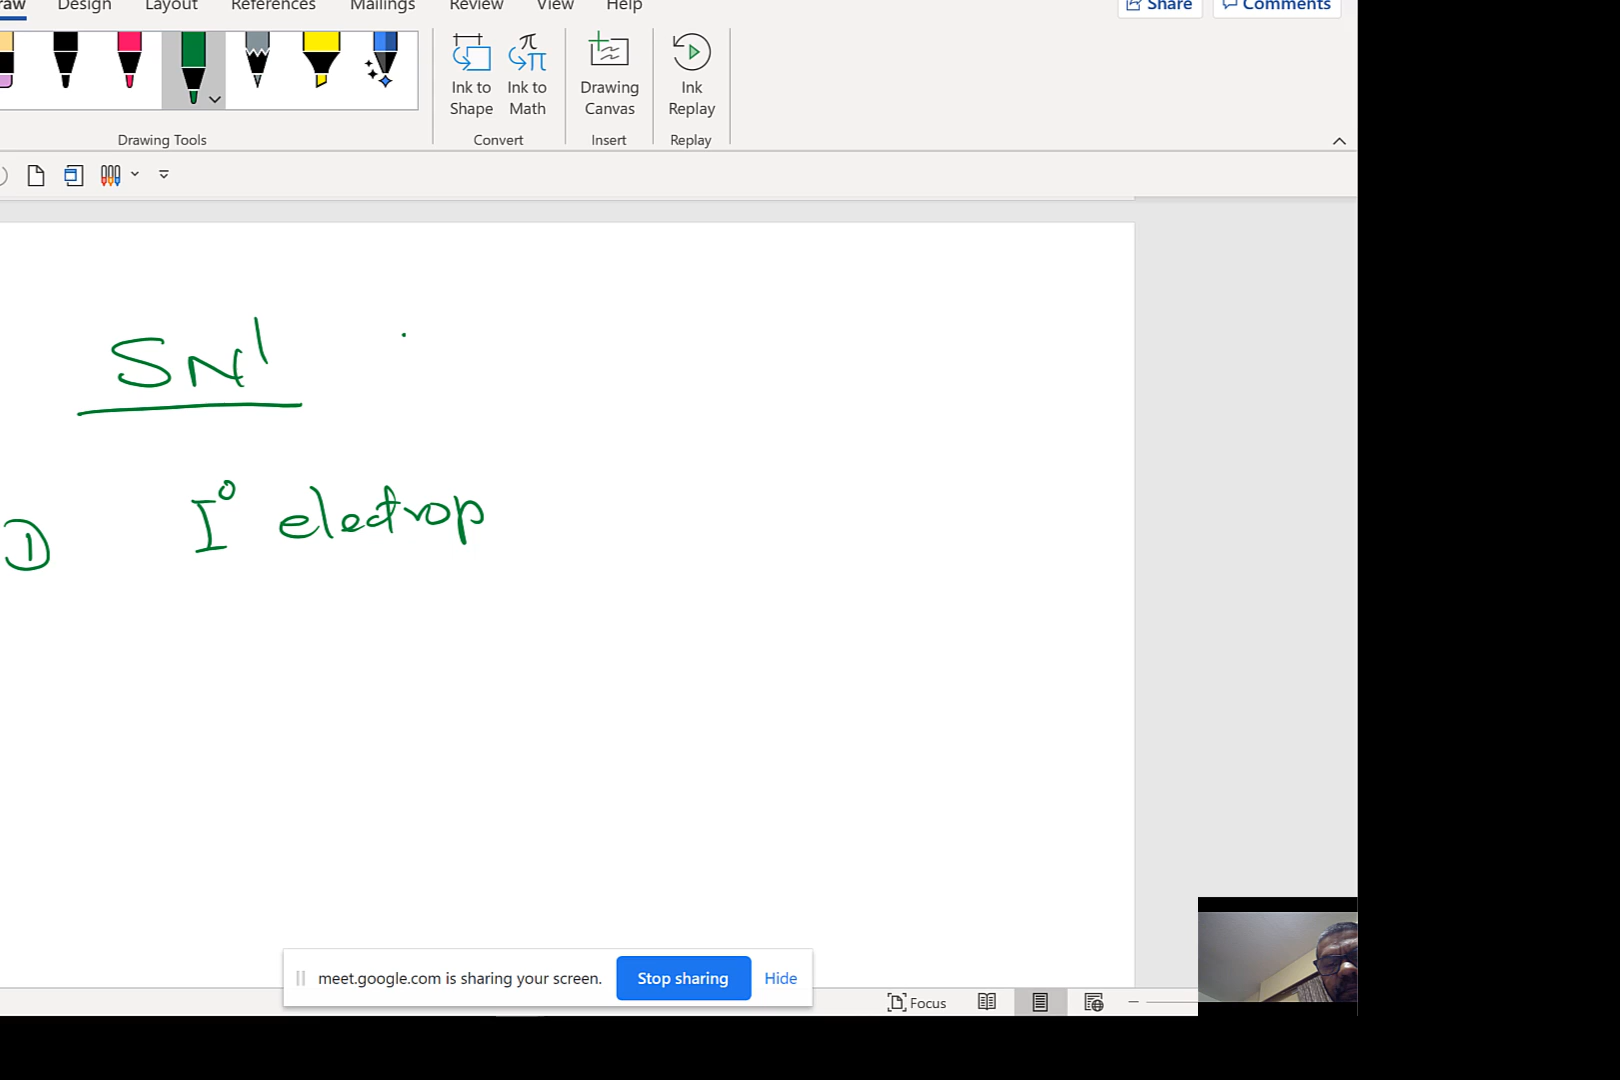 aw Design Layout References Mailings Review View Help Share Comments
Ink to Shape Ink to Math Drawing Canvas Ink Replay
Drawing Tools Convert Insert Replay
SN1
① I° electrop
meet.google.com is sharing your screen. Stop sharing Hide
Focus